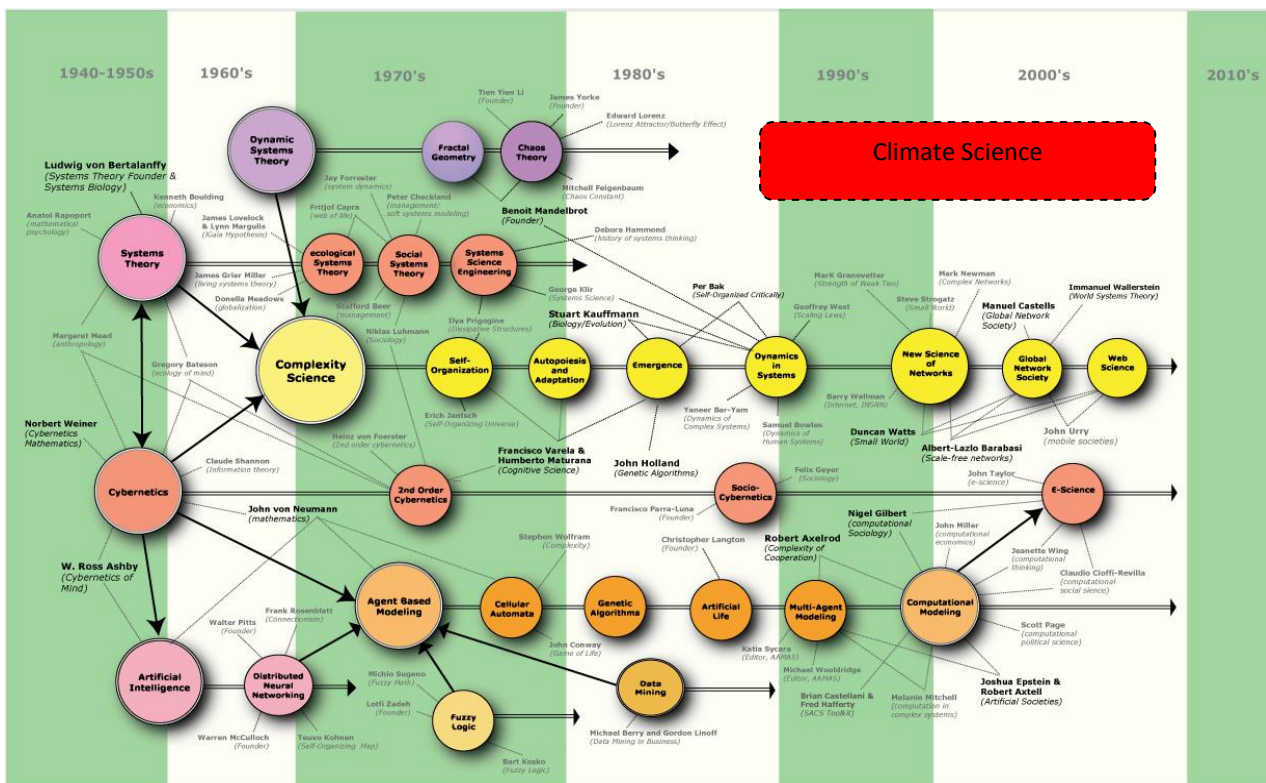 1940-1950s
1960's
1970's
1980's
1990's
2000's
2010's
Climate Science
Dynamic
Systems
Theory
Fractal
Geometry
Chaos
Theory
Tien Yien Li
(Founder)
James Yorke
(Founder)
Edward Lorenz
(Lorenz Attractor/Butterfly Effect)
Mitchell Feigenbaum
(Chaos Constant)
Benoit Mandelbrot
(Founder)
Ludwig von Bertalanffy
(Systems Theory Founder &
Systems Biology)
Kenneth Boulding
(economics)
Anatol Rapoport
(mathematical
psychology)
Systems
Theory
James Lovelock
& Lynn Margulis
(Gaia Hypothesis)
Fritjof Capra
(web of life)
Jay Forrester
(system dynamics)
Peter Checkland
(management/
soft systems modeling)
James Grier Miller
(living systems theory)
Donella Meadows
(globalization)
ecological
Systems
Theory
Social
Systems
Theory
Systems
Science
Engineering
Debora Hammond
(history of systems thinking)
George Klir
(Systems Science)
Stafford Beer
(management)
Niklas Luhmann
(Sociology)
Ilya Prigogine
(Dissipative Structures)
Stuart Kauffmann
(Biology/Evolution)
Per Bak
(Self-Organized Critically)
Margaret Mead
(anthropology)
Gregory Bateson
(ecology of mind)
Complexity
Science
Self-
Organization
Autopoiesis
and
Adaptation
Emergence
Dynamics
in
Systems
New Science
of
Networks
Global
Network
Society
Web
Science
MarK Granovetter
(Strength of Weak Ties)
Geoffrey West
(Scaling Laws)
Steve Strogatz
(Small World)
Mark Newman
(Complex Networks)
Manuel Castells
(Global Network
Society)
Immanuel Wallerstein
(World Systems Theory)
Erich Jantsch
(Self-Organizing Universe)
Yaneer Bar-Yam
(Dynamics of
Complex Systems)
Samuel Bowles
(Dynamics of
Human Systems)
Barry Wellman
(Internet, INSNN)
Duncan Watts
(Small World)
Albert-Lazlo Barabasi
(Scale-free networks)
John Urry
(mobile societies)
Norbert Weiner
(Cybernetics
Mathematics)
Claude Shannon
(Information theory)
Heinz von Foerster
(2nd order cybernetics)
Francisco Varela &
Humberto Maturana
(Cognitive Science)
John Holland
(Genetic Algorithms)
Cybernetics
2nd Order
Cybernetics
Socio-
Cybernetics
Felix Geyer
(Sociology)
Francisco Parra-Luna
(Founder)
John Taylor
(e-science)
e-Science
John von Neumann
(mathematics)
W. Ross Ashby
(Cybernetics of
Mind)
Stephen Wolfram
(Complexity)
Christopher Langton
(Founder)
Robert Axelrod
(Complexity of
Cooperation)
Nigel Gilbert
(computational
Sociology)
John Miller
(computational
economics)
Jeanette Wing
(computational
thinking)
Claudio Cioffi-Revilla
(computational
social sience)
Scott Page
(computational
political science)
Agent Based
Modeling
Cellular
Automata
Genetic
Algorithms
Artificial
Life
Multi-Agent
Modeling
Computational
Modeling
Walter Pitts
(Founder)
Frank Rosenblatt
(Connectionism)
Artificial
Intelligence
Distributed
Neural
Networking
Warren McCulloch
(Founder)
Teuvo Kohnen
(Self-Organizing Map)
Michio Sugano
(Fuzzy Math)
Lotfi Zadeh
(Founder)
Fuzzy
Logic
Bart Kosko
(Fuzzy Logic)
John Conway
(Game of Life)
Data
Mining
Michael Berry and Gordon Linoff
(Data Mining in Business)
Katia Sycara
(Editor, AAMAS)
Michael Wooldridge
(Editor, AAMAS)
Brian Castellani &
Fred Hafferty
(SACS Toolkit)
Melanie Mitchell
(computation in
complex systems)
Joshua Epstein &
Robert Axtell
(Artificial Societies)